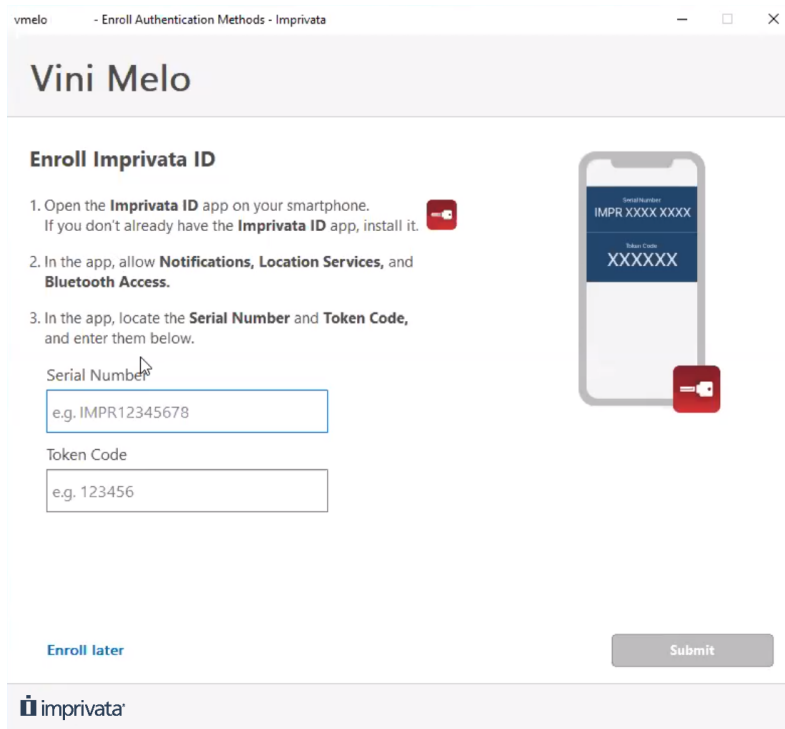 vmelo - Enroll Authentication Methods - Imprivata
Vini Melo
Enroll Imprivata ID
1. Open the Imprivata ID app on your smartphone.
If you don't already have the Imprivata ID app, install it.
2. In the app, allow Notifications, Location Services, and
Bluetooth Access.
3. In the app, locate the Serial Number and Token Code,
and enter them below.
Serial Number
e.g. IMPR12345678
Token Code
e.g. 123456
Serial Number
IMPR XXXX XXXX
Token Code
XXXXXX
Enroll later
Submit
imprivata